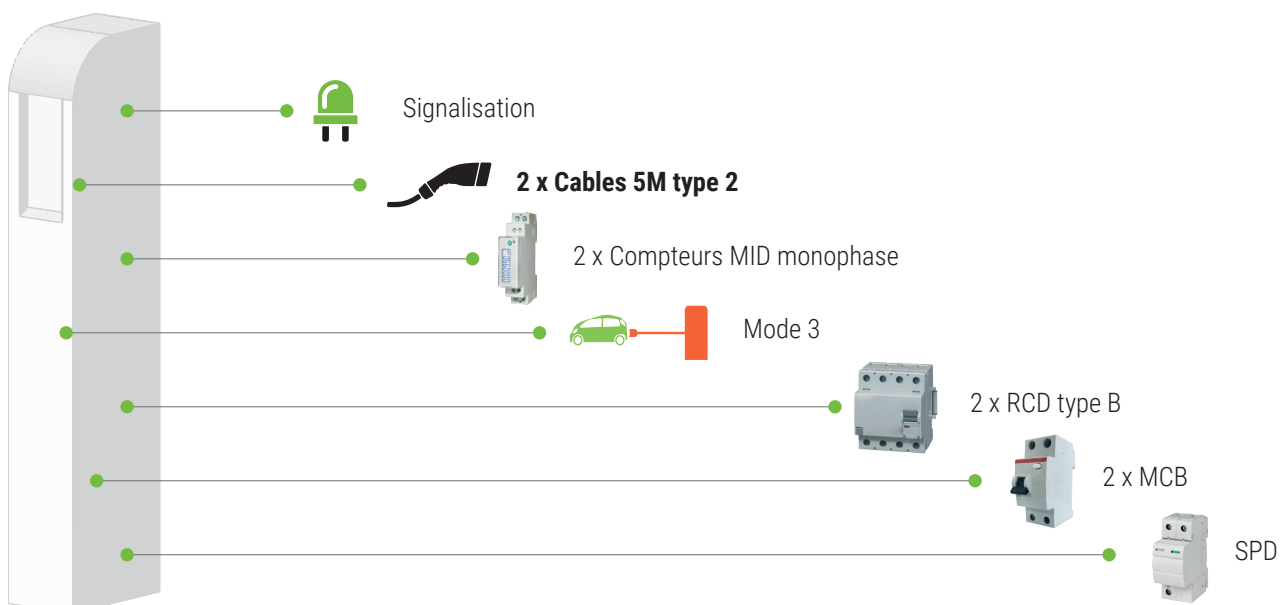 Signalisation
2 x Cables 5M type 2
2 x Compteurs MID monophase
Mode 3
2 x RCD type B
2 x MCB
SPD